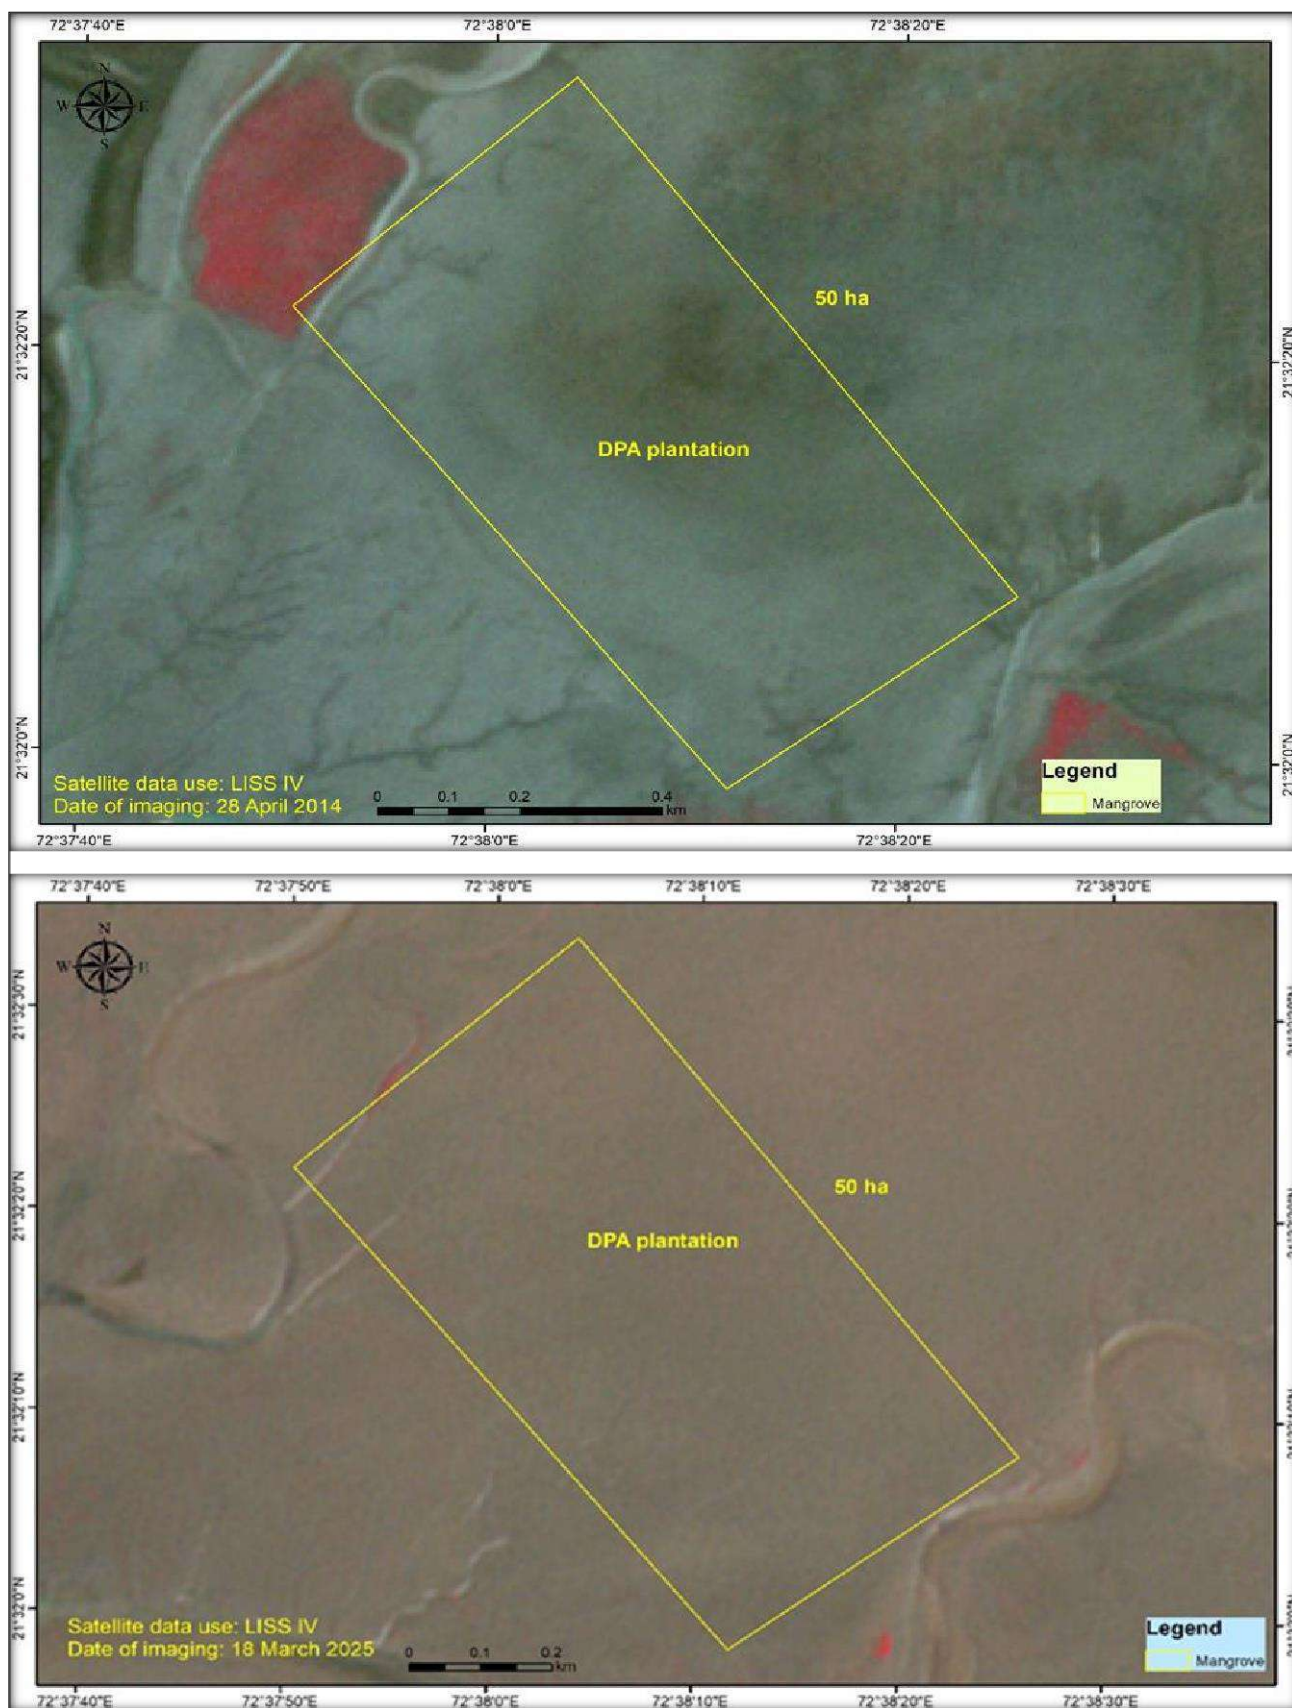 72°37'40"E 72°38'0"E 72°38'20"E
N
W E
S
50 ha
21°32'20"N 21°32'20"N
DPA plantation
21°32'0"N 21°32'0"N
Satellite data use: LISS IV
Date of imaging: 28 April 2014
0 0.1 0.2 0.4
km
Legend
Mangrove
72°37'40"E 72°38'0"E 72°38'20"E
72°37'40"E 72°37'50"E 72°38'0"E 72°38'10"E 72°38'20"E 72°38'30"E
N
W E
S
21°32'30"N
50 ha
21°32'20"N
DPA plantation
21°32'10"N
21°32'0"N
Satellite data use: LISS IV
Date of imaging: 18 March 2025
0 0.1 0.2
km
Legend
Mangrove
72°37'40"E 72°37'50"E 72°38'0"E 72°38'10"E 72°38'20"E 72°38'30"E